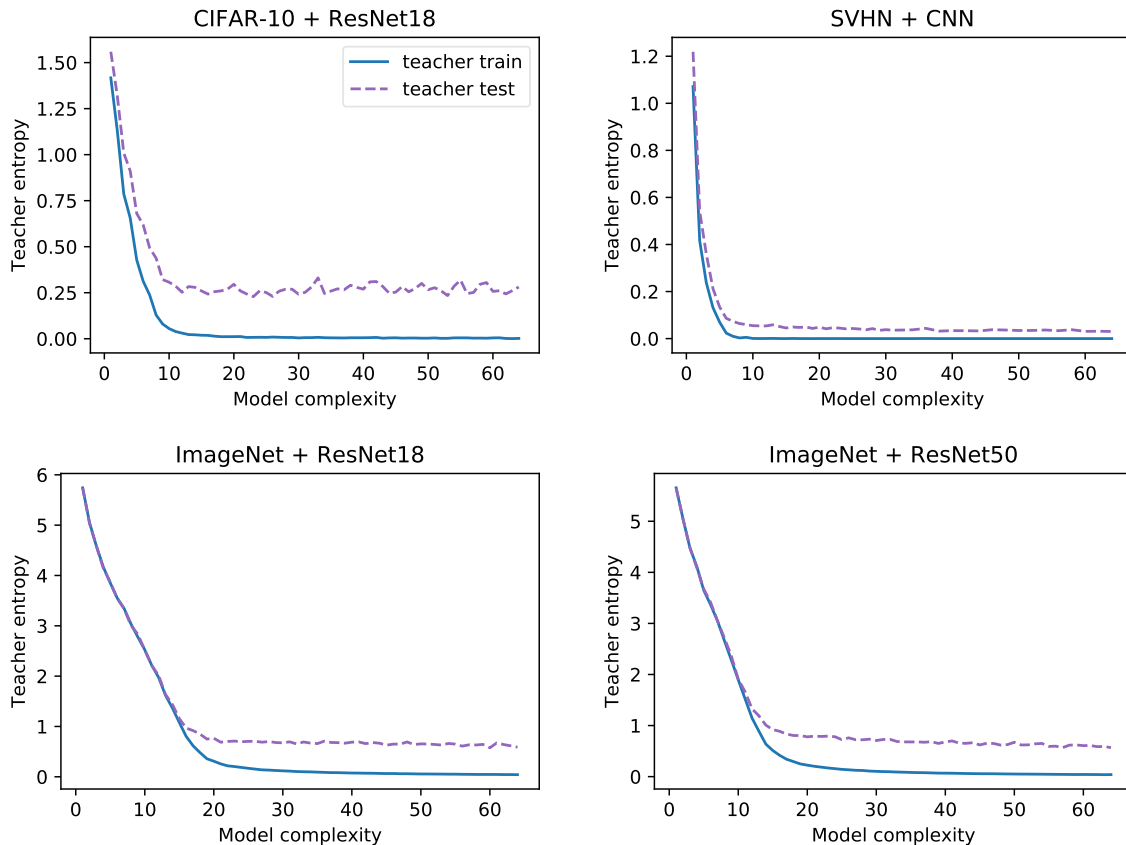 CIFAR-10 + ResNet18
1.50
1.25
1.00
0.75
0.50
0.25
0.00
Teacher entropy
teacher train
teacher test
0 10 20 30 40 50 60
Model complexity
SVHN + CNN
1.2
1.0
0.8
0.6
0.4
0.2
0.0
Teacher entropy
0 10 20 30 40 50 60
Model complexity
ImageNet + ResNet18
6
5
4
3
2
1
0
Teacher entropy
0 10 20 30 40 50 60
Model complexity
ImageNet + ResNet50
5
4
3
2
1
0
Teacher entropy
0 10 20 30 40 50 60
Model complexity